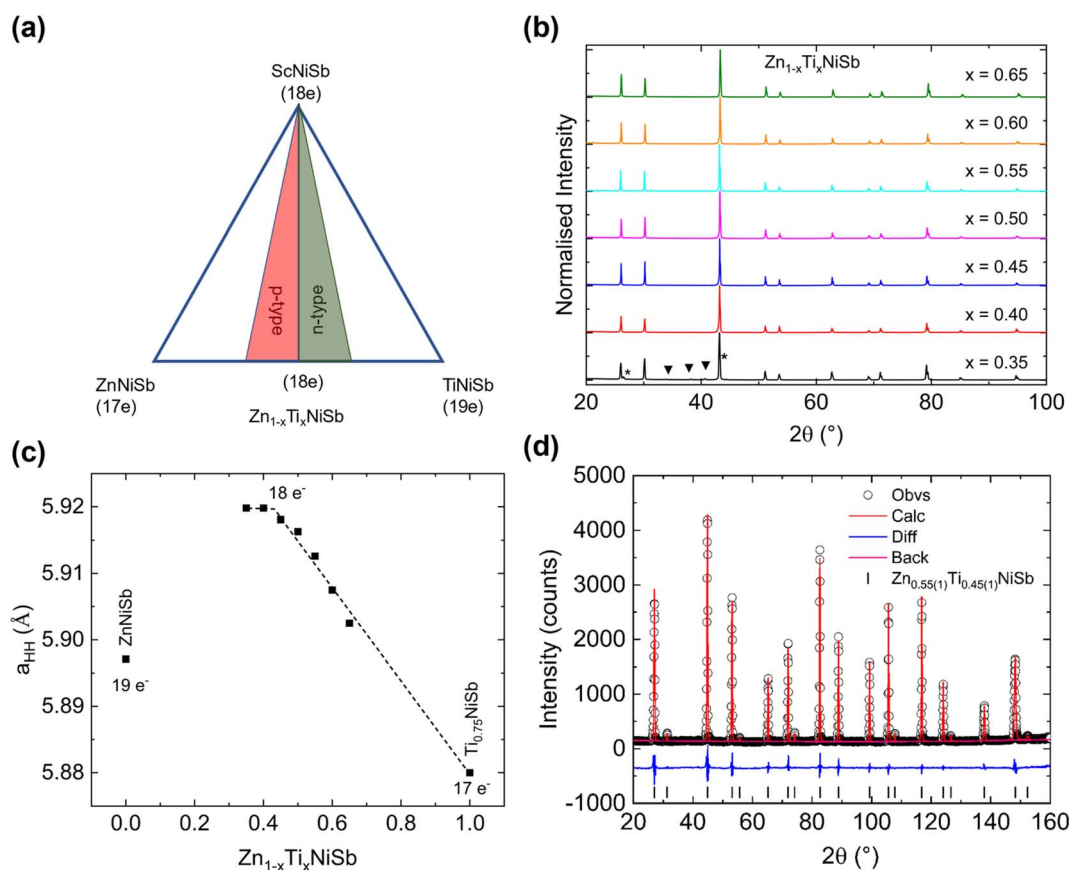 (a)
ScNiSb
(18e)
p-type
n-type
ZnNiSb
(17e)
(18e)
Zn1-xTixNiSb
TiNiSb
(19e)
(b)
Zn1-xTixNiSb
x = 0.65
x = 0.60
x = 0.55
x = 0.50
x = 0.45
x = 0.40
x = 0.35
* ▼ ▼ ▼ *
Normalised Intensity
20 40 60 80 100
2θ (°)
(c)
5.92
5.91
5.90
5.89
5.88
aHH (Å)
18 e-
ZnNiSb
19 e-
Ti0.75NiSb
17 e-
0.0 0.2 0.4 0.6 0.8 1.0
Zn1-xTixNiSb
(d)
5000
4000
3000
2000
1000
0
-1000
Intensity (counts)
Obvs
Calc
Diff
Back
Zn0.55(1)Ti0.45(1)NiSb
20 40 60 80 100 120 140 160
2θ (°)